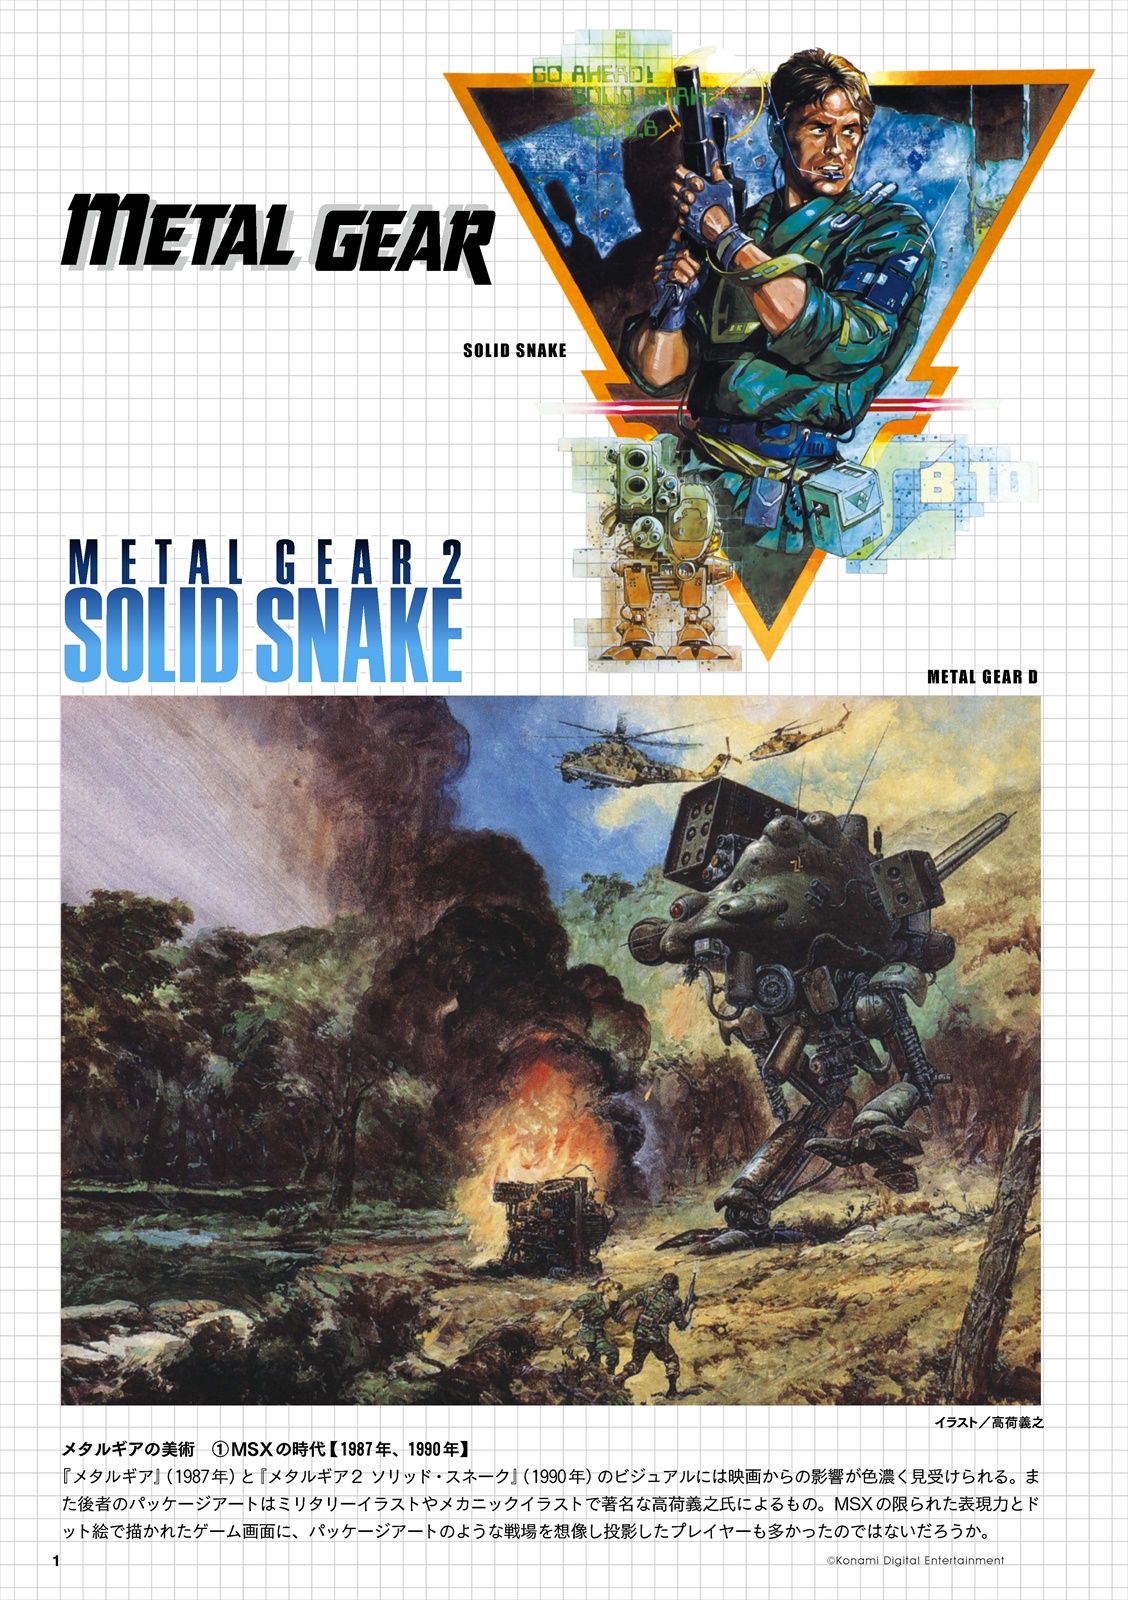 GO AHEAD!
SOLID SNAKE
METAL GEAR
SOLID SNAKE
B-10
METAL GEAR 2
SOLID SNAKE
METAL GEAR D
イラスト／高荷義之
メタルギアの美術　①MSXの時代【1987年、1990年】
『メタルギア』（1987年）と『メタルギア2 ソリッド・スネーク』（1990年）のビジュアルには映画からの影響が色濃く見受けられる。ま
た後者のパッケージアートはミリタリーイラストやメカニックイラストで著名な高荷義之氏によるもの。MSXの限られた表現力とド
ット絵で描かれたゲーム画面に、パッケージアートのような戦場を想像し投影したプレイヤーも多かったのではないだろうか。
1
©Konami Digital Entertainment